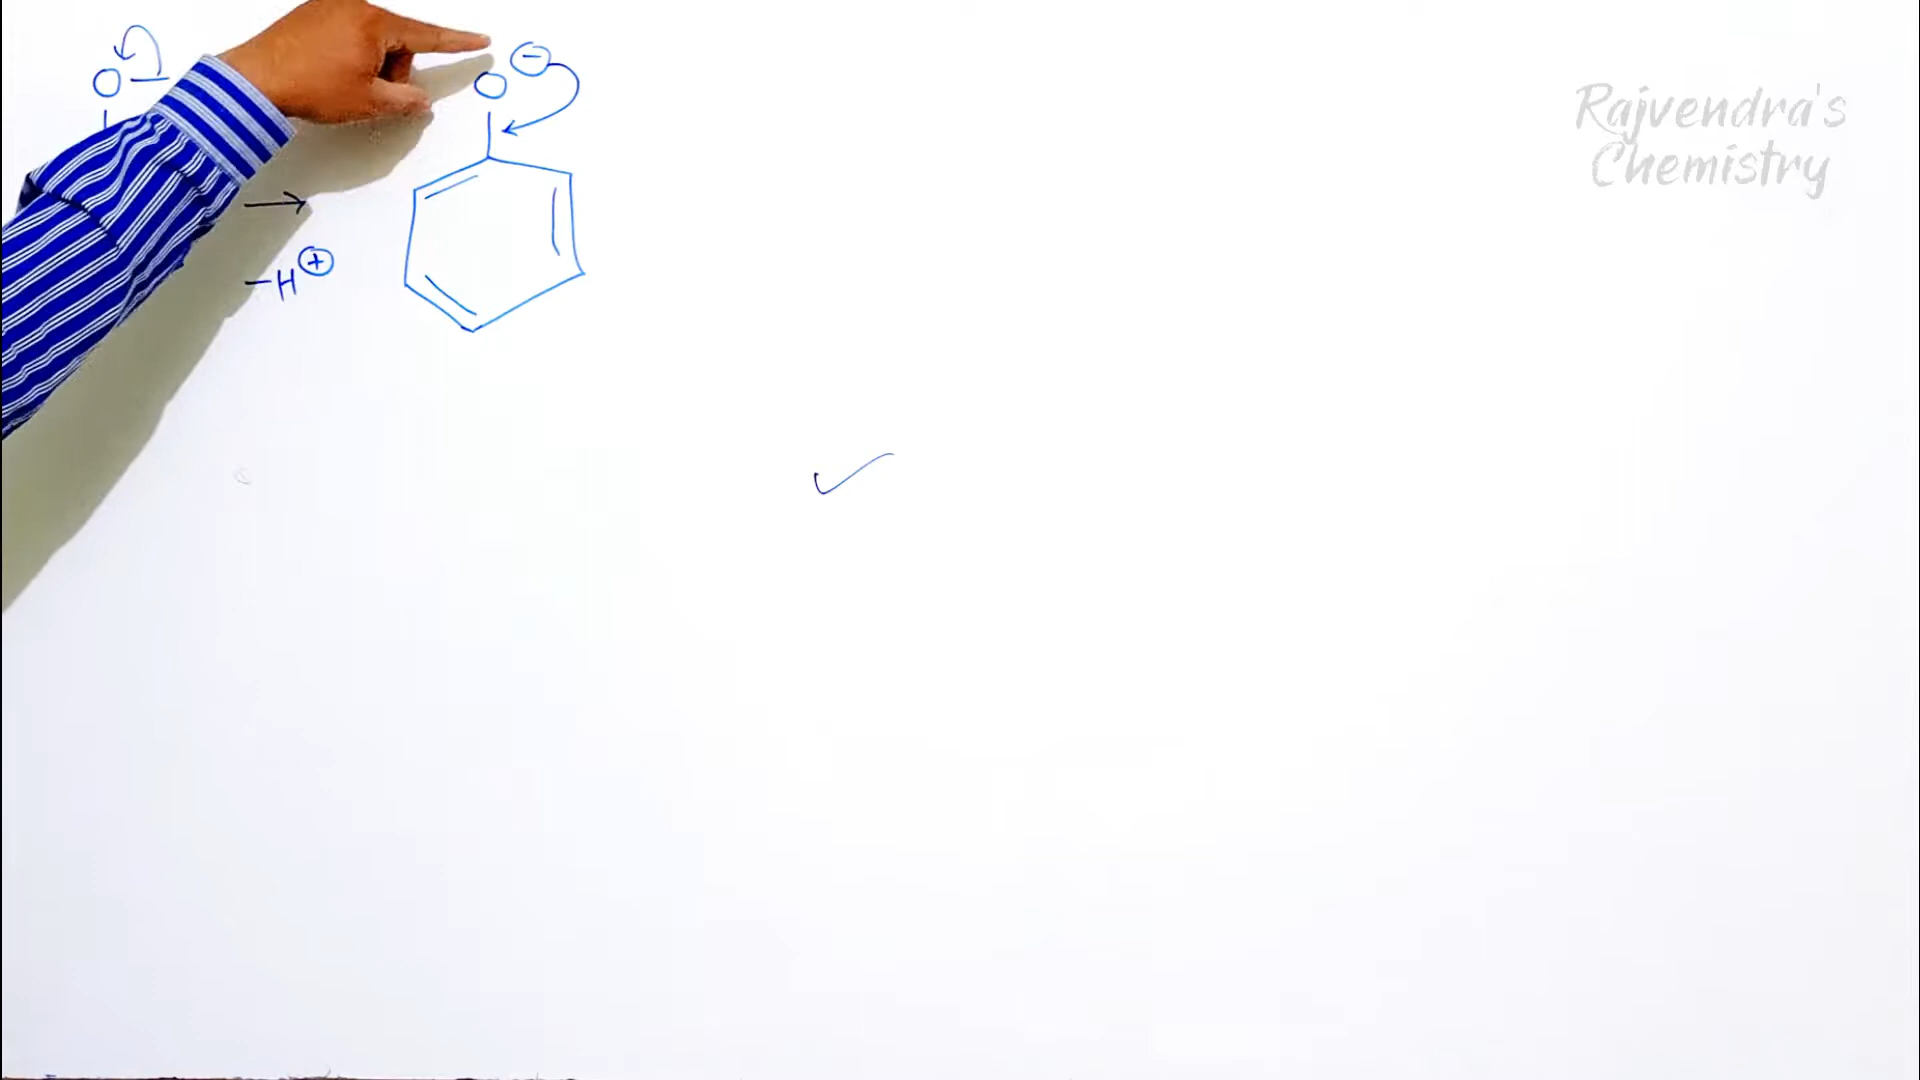 O
O ⊖
Rajvendra's
Chemistry
-H⊕